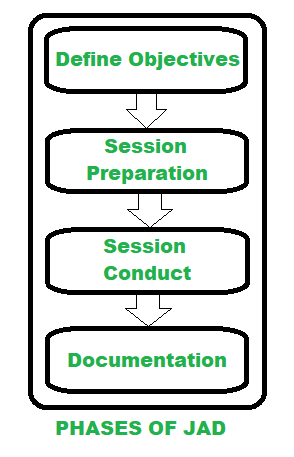 Define Objectives
Session
Preparation
Session
Conduct
Documentation
PHASES OF JAD